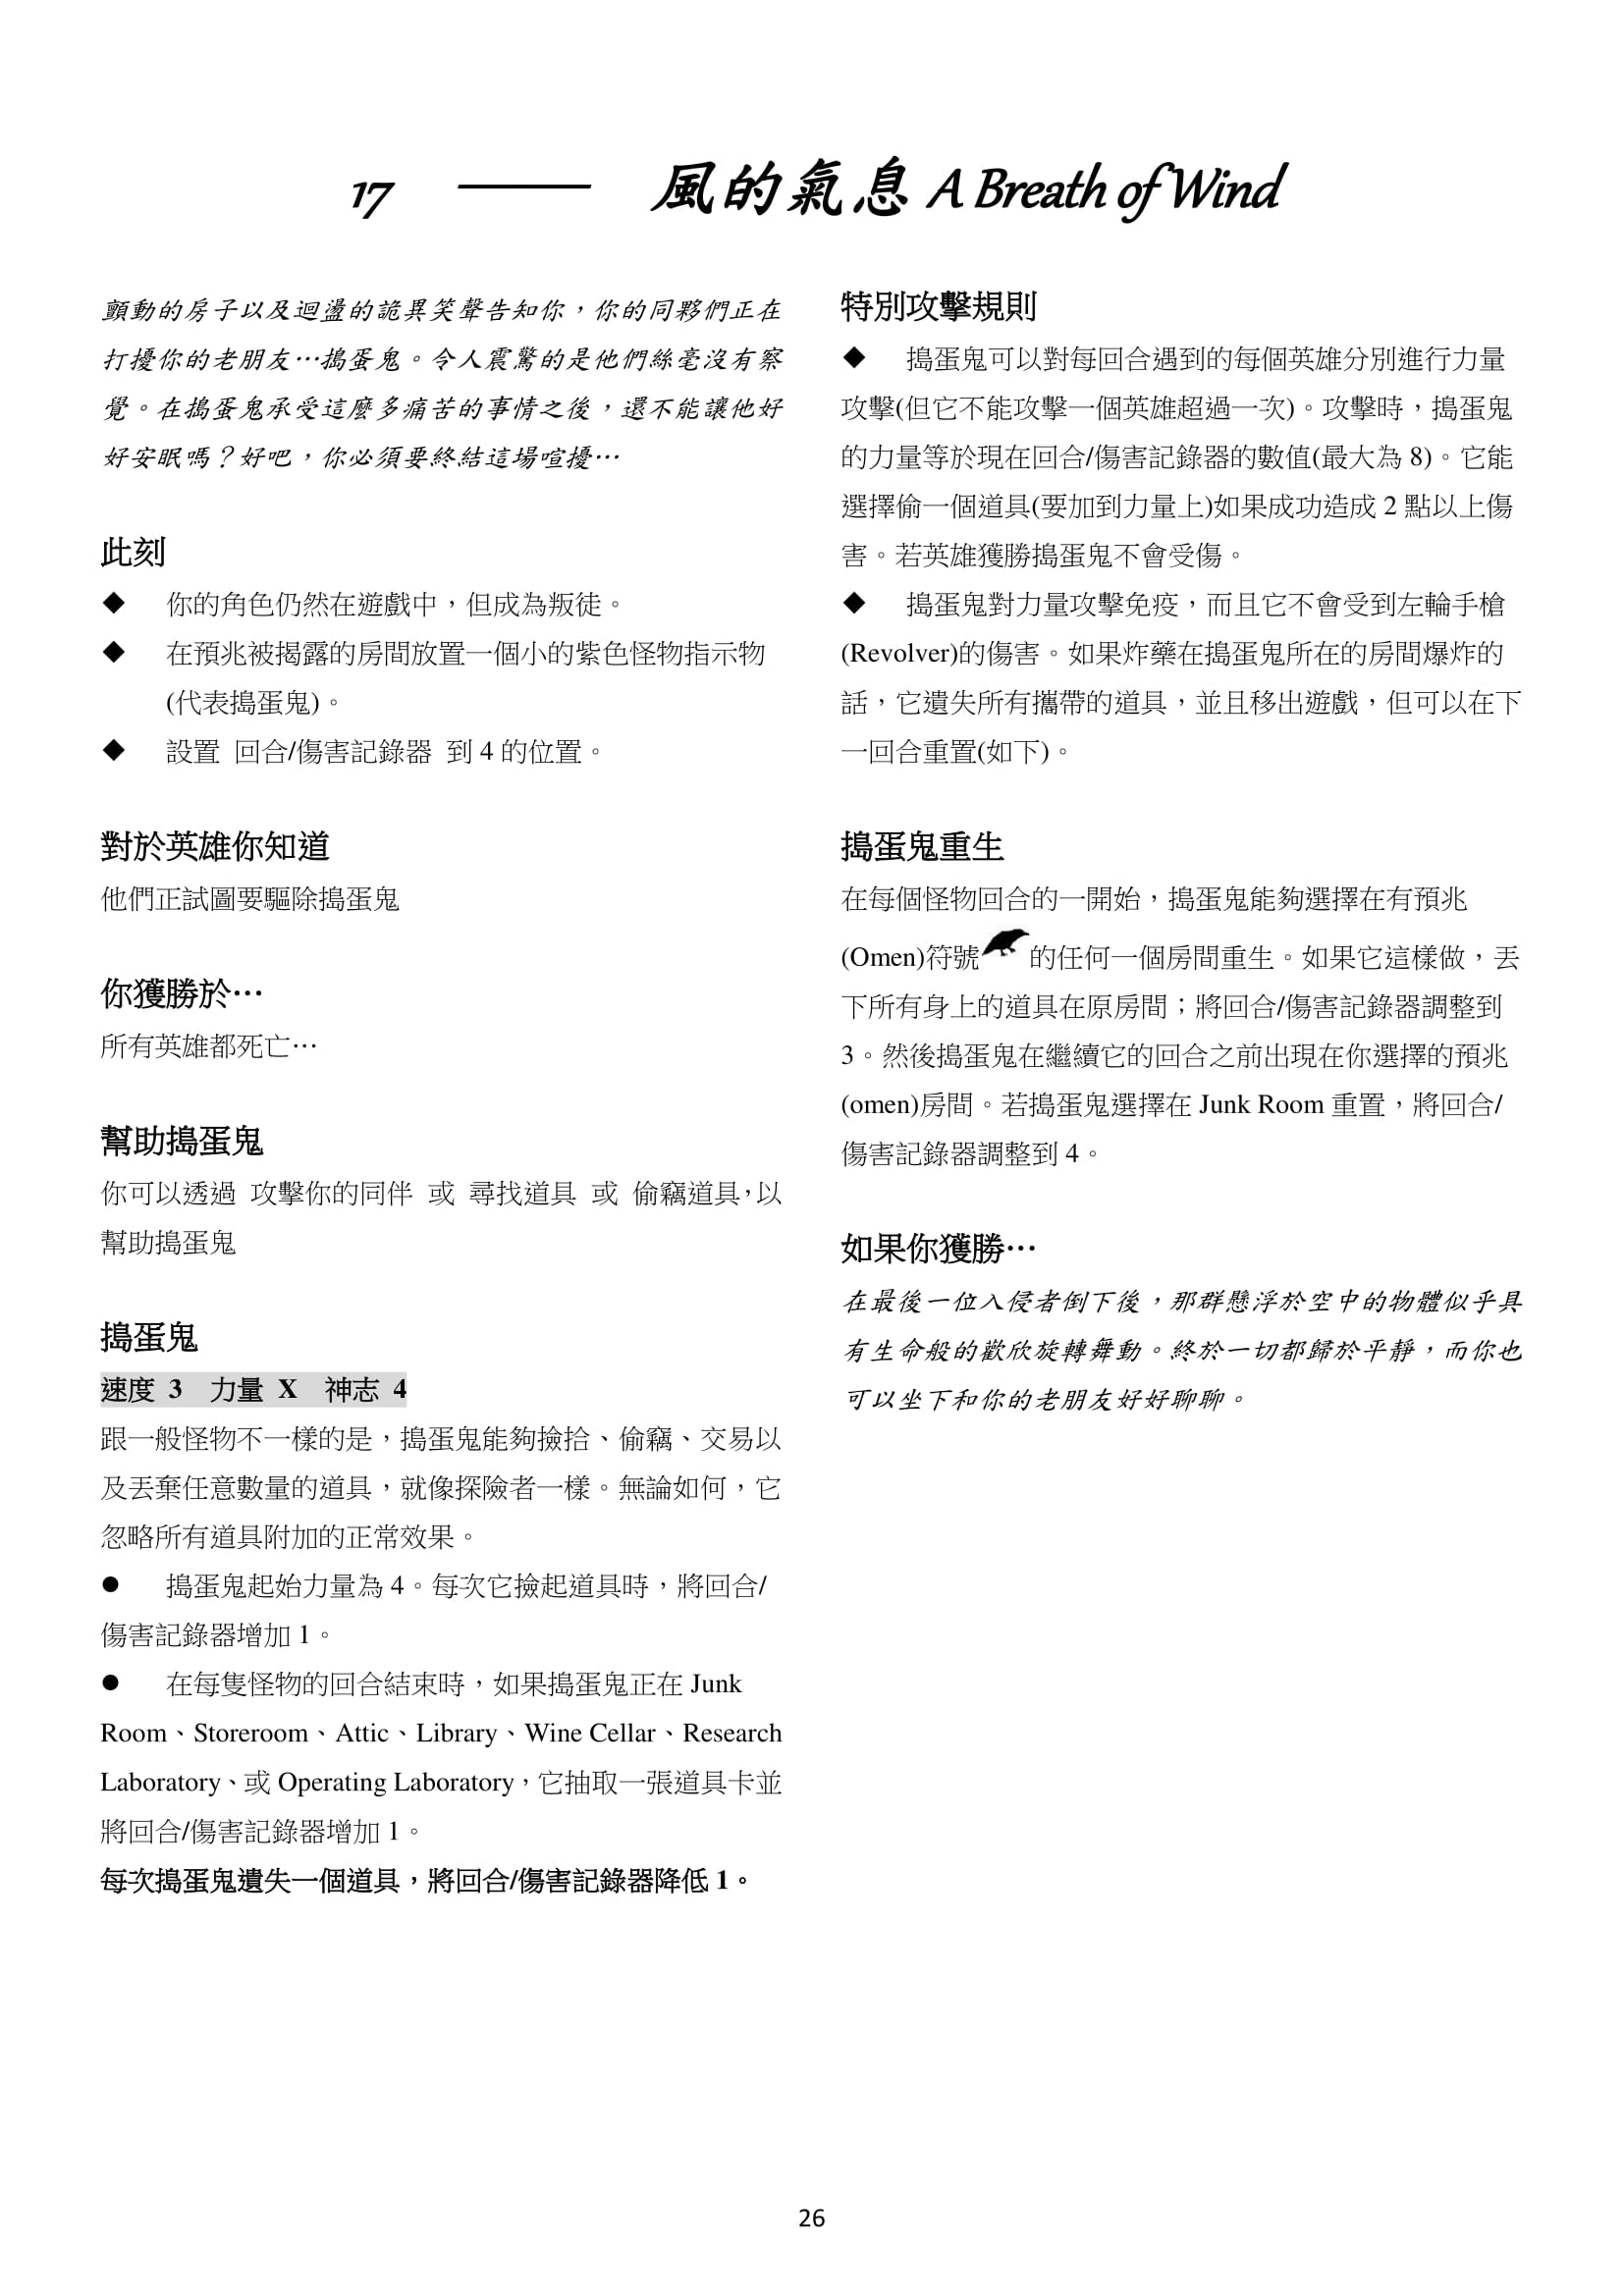 17 —— 風的氣息 A Breath of Wind
顫動的房子以及迴盪的詭異笑聲告知你，你的同夥們正在
打擾你的老朋友…搗蛋鬼。令人震驚的是他們絲毫沒有察
覺。在搗蛋鬼承受這麼多痛苦的事情之後，還不能讓他好
好安眠嗎？好吧，你必須要終結這場喧擾…
此刻
◆ 你的角色仍然在遊戲中，但成為叛徒。
◆ 在預兆被揭露的房間放置一個小的紫色怪物指示物
(代表搗蛋鬼)。
◆ 設置 回合/傷害記錄器 到 4 的位置。
對於英雄你知道
他們正試圖要驅除搗蛋鬼
你獲勝於…
所有英雄都死亡…
幫助搗蛋鬼
你可以透過 攻擊你的同伴 或 尋找道具 或 偷竊道具，以
幫助搗蛋鬼
搗蛋鬼
速度 3 力量 X 神志 4
跟一般怪物不一樣的是，搗蛋鬼能夠撿拾、偷竊、交易以
及丟棄任意數量的道具，就像探險者一樣。無論如何，它
忽略所有道具附加的正常效果。
● 搗蛋鬼起始力量為 4。每次它撿起道具時，將回合/
傷害記錄器增加 1。
● 在每隻怪物的回合結束時，如果搗蛋鬼正在 Junk
Room、Storeroom、Attic、Library、Wine Cellar、Research
Laboratory、或 Operating Laboratory，它抽取一張道具卡並
將回合/傷害記錄器增加 1。
每次搗蛋鬼遺失一個道具，將回合/傷害記錄器降低 1。
特別攻擊規則
◆ 搗蛋鬼可以對每回合遇到的每個英雄分別進行力量
攻擊(但它不能攻擊一個英雄超過一次)。攻擊時，搗蛋鬼
的力量等於現在回合/傷害記錄器的數值(最大為 8)。它能
選擇偷一個道具(要加到力量上)如果成功造成 2 點以上傷
害。若英雄獲勝搗蛋鬼不會受傷。
◆ 搗蛋鬼對力量攻擊免疫，而且它不會受到左輪手槍
(Revolver)的傷害。如果炸藥在搗蛋鬼所在的房間爆炸的
話，它遺失所有攜帶的道具，並且移出遊戲，但可以在下
一回合重置(如下)。
搗蛋鬼重生
在每個怪物回合的一開始，搗蛋鬼能夠選擇在有預兆
(Omen)符號 的任何一個房間重生。如果它這樣做，丟
下所有身上的道具在原房間；將回合/傷害記錄器調整到
3。然後搗蛋鬼在繼續它的回合之前出現在你選擇的預兆
(omen)房間。若搗蛋鬼選擇在 Junk Room 重置，將回合/
傷害記錄器調整到 4。
如果你獲勝…
在最後一位入侵者倒下後，那群懸浮於空中的物體似乎具
有生命般的歡欣旋轉舞動。終於一切都歸於平靜，而你也
可以坐下和你的老朋友好好聊聊。
26